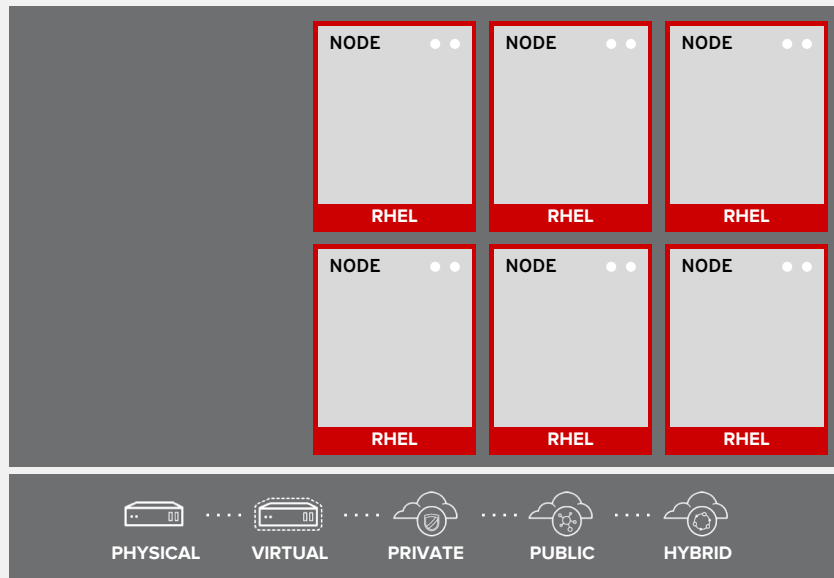 NODE NODE NODE
RHEL RHEL RHEL
NODE NODE NODE
RHEL RHEL RHEL
PHYSICAL VIRTUAL PRIVATE PUBLIC HYBRID